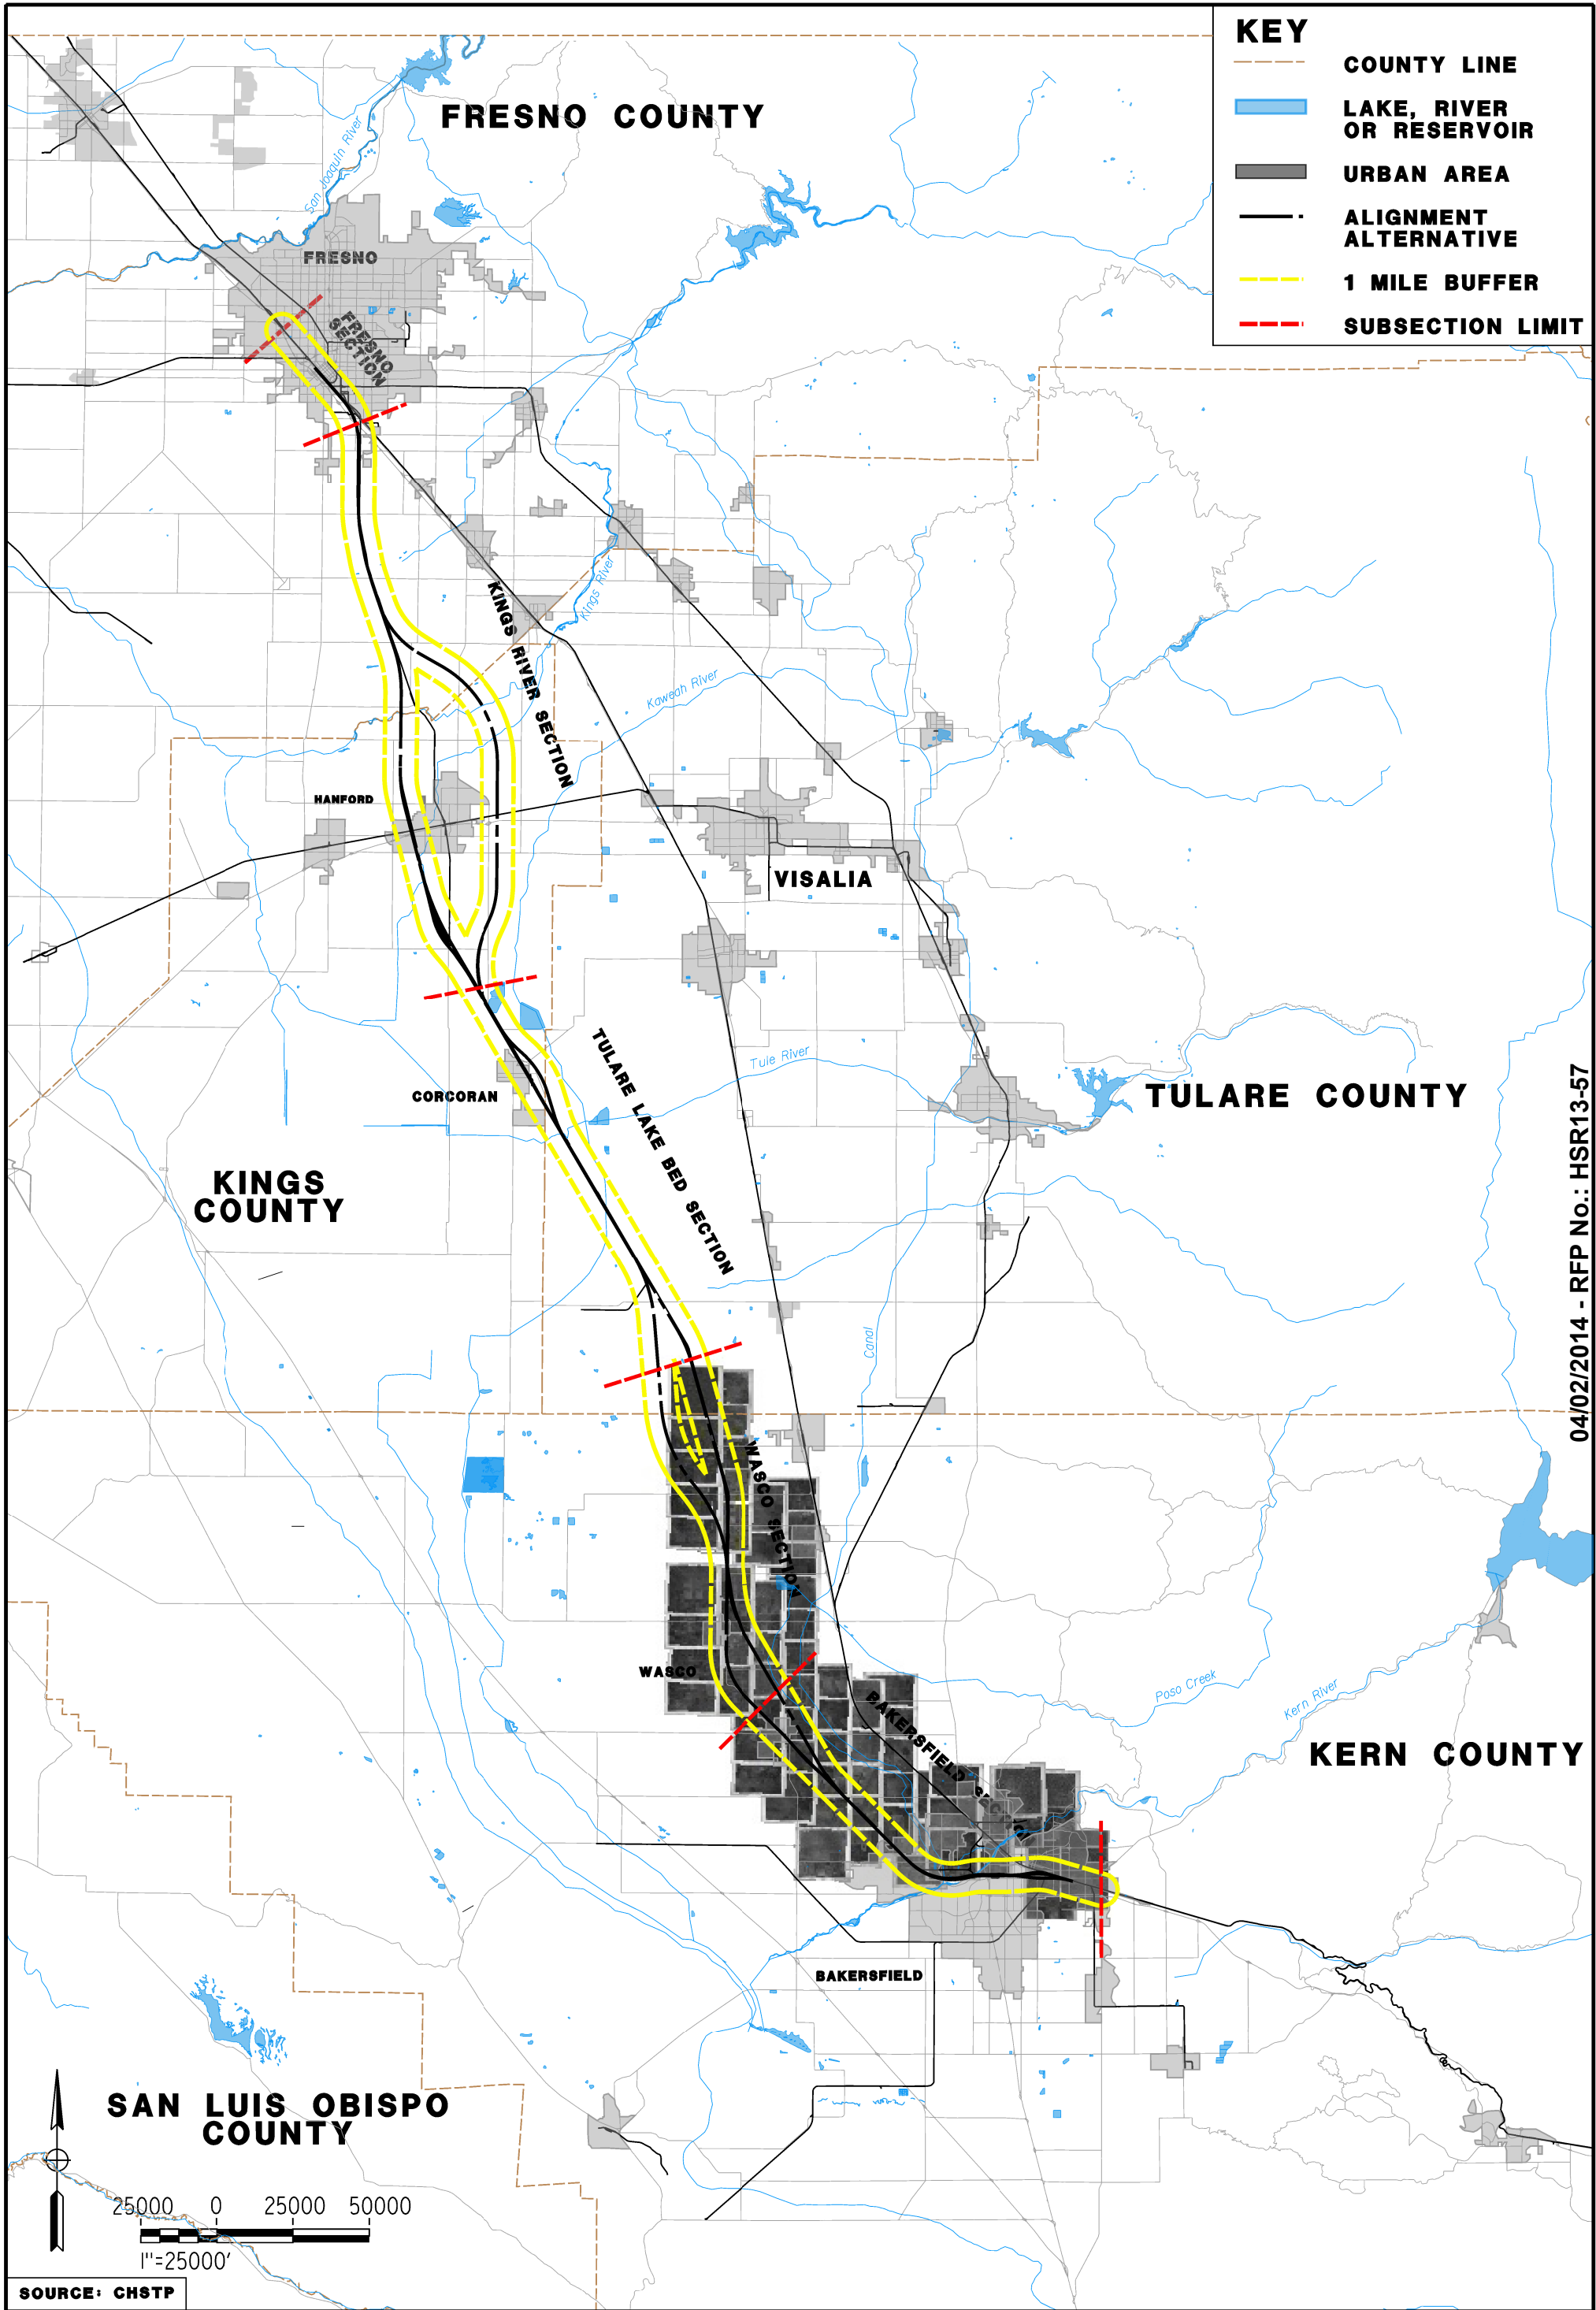 KEY
COUNTY LINE
LAKE, RIVER
OR RESERVOIR
URBAN AREA
ALIGNMENT
ALTERNATIVE
1 MILE BUFFER
SUBSECTION LIMIT
FRESNO COUNTY
San Joaquin River
FRESNO
FRESNO
SECTION
Kings River
KINGS RIVER SECTION
Kaweah River
HANFORD
VISALIA
TULARE LAKE BED SECTION
Tule River
CORCORAN
TULARE COUNTY
KINGS
COUNTY
Canal
WASCO SECTION
WASCO
BAKERSFIELD
Poso Creek
Kern River
KERN COUNTY
BAKERSFIELD
SAN LUIS OBISPO
COUNTY
25000 0 25000 50000
1"=25000'
SOURCE: CHSTP
04/02/2014 - RFP No.: HSR13-57